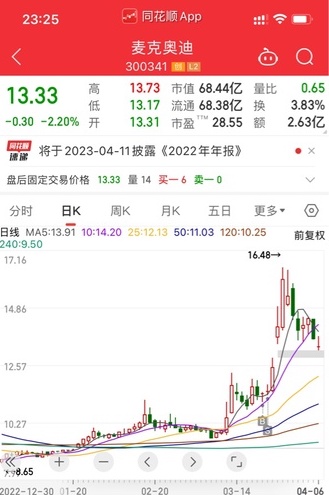 23:25 同花顺App
麦克奥迪
300341 创 L2
13.33 高 13.73 市值 68.44亿 量比 0.65
低 13.17 流通 68.38亿 换 3.83%
-0.30 -2.20% 开 13.31 市盈TTM 28.55 额 2.63亿
同花顺 速递 将于2023-04-11披露《2022年年报》
盘后固定交易价格 13.33 量 14 买一 6 卖一 0
分时 日K 周K 月K 五日 更多
日线 MA5:13.91 10:14.20 25:12.13 50:11.03 120:10.25
240:9.50 前复权
17.16
16.48
14.86
12.57
10.27
8.65
2022-12-30 01-20 02-20 03-14 04-06